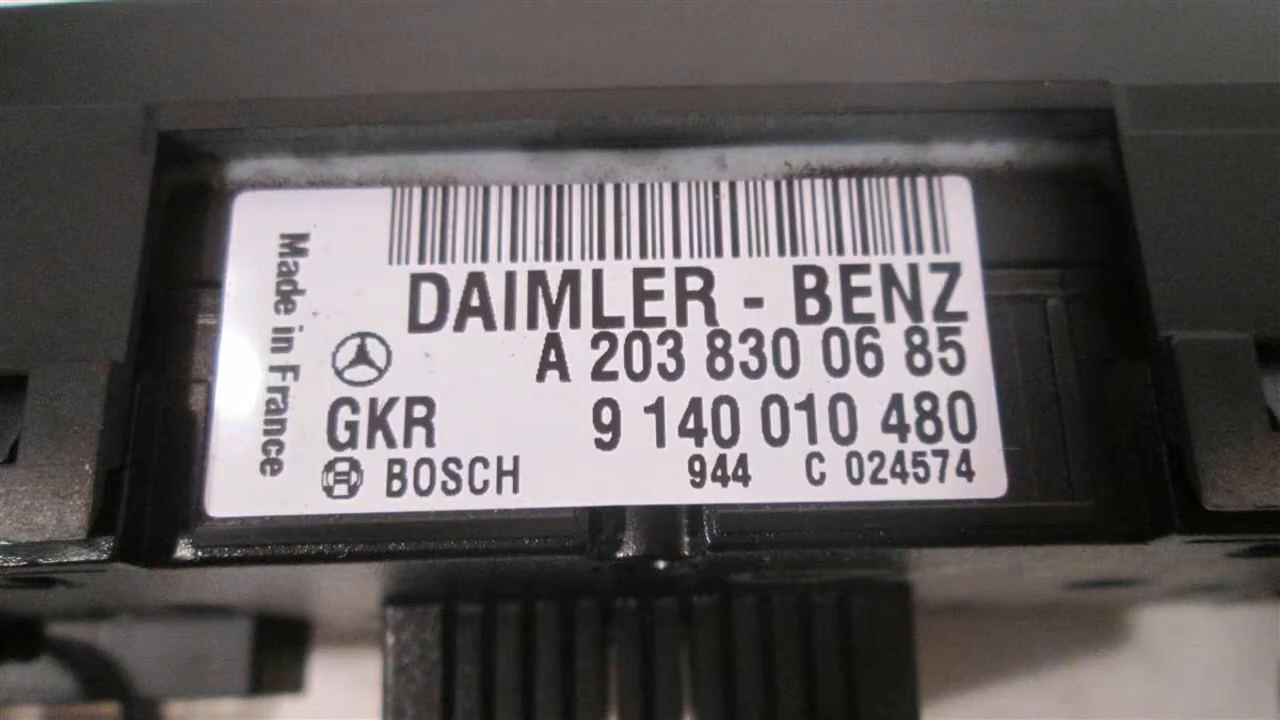 Made in France
DAIMLER - BENZ
A 203 830 06 85
GKR 9 140 010 480
BOSCH 944 C 024574